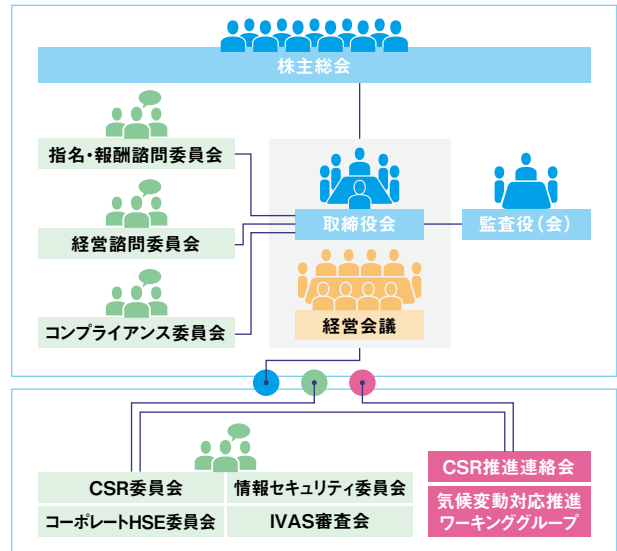 株主総会
指名・報酬諮問委員会
経営諮問委員会
コンプライアンス委員会
取締役会
監査役（会）
経営会議
CSR委員会
情報セキュリティ委員会
コーポレートHSE委員会
IVAS審査会
CSR推進連絡会
気候変動対応推進
ワーキンググループ